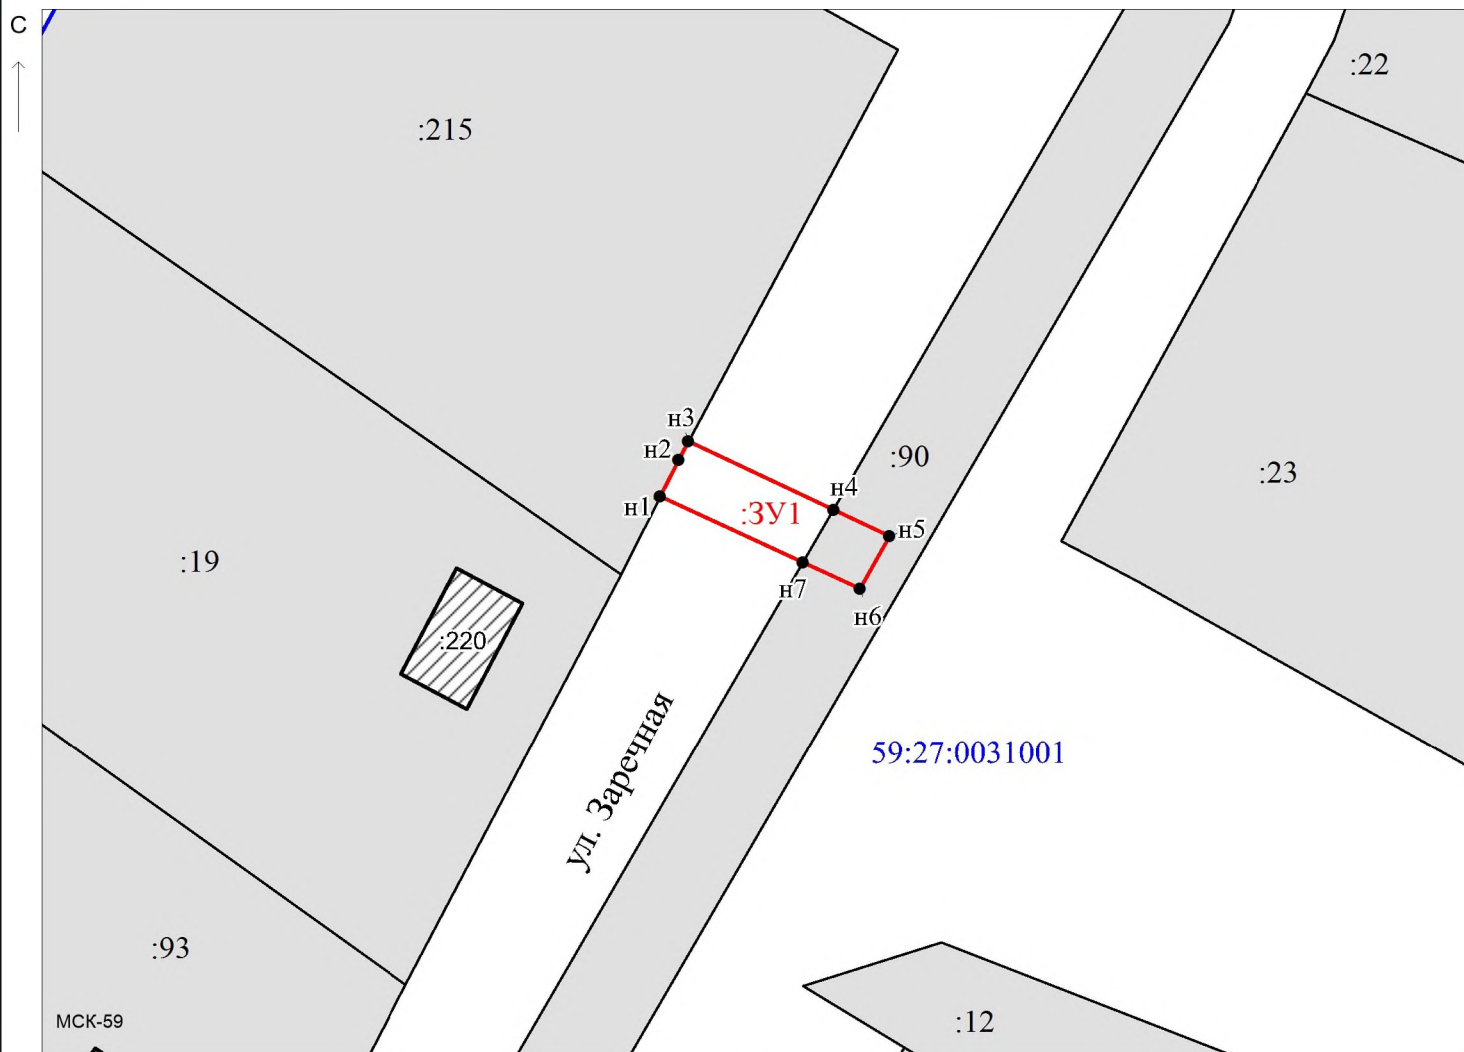 С
:22
:215
н3
н2
:90
:23
н4
н1
:ЗУ1
н5
:19
н7
н6
:220
ул. Заречная
59:27:0031001
:93
МСК-59
:12